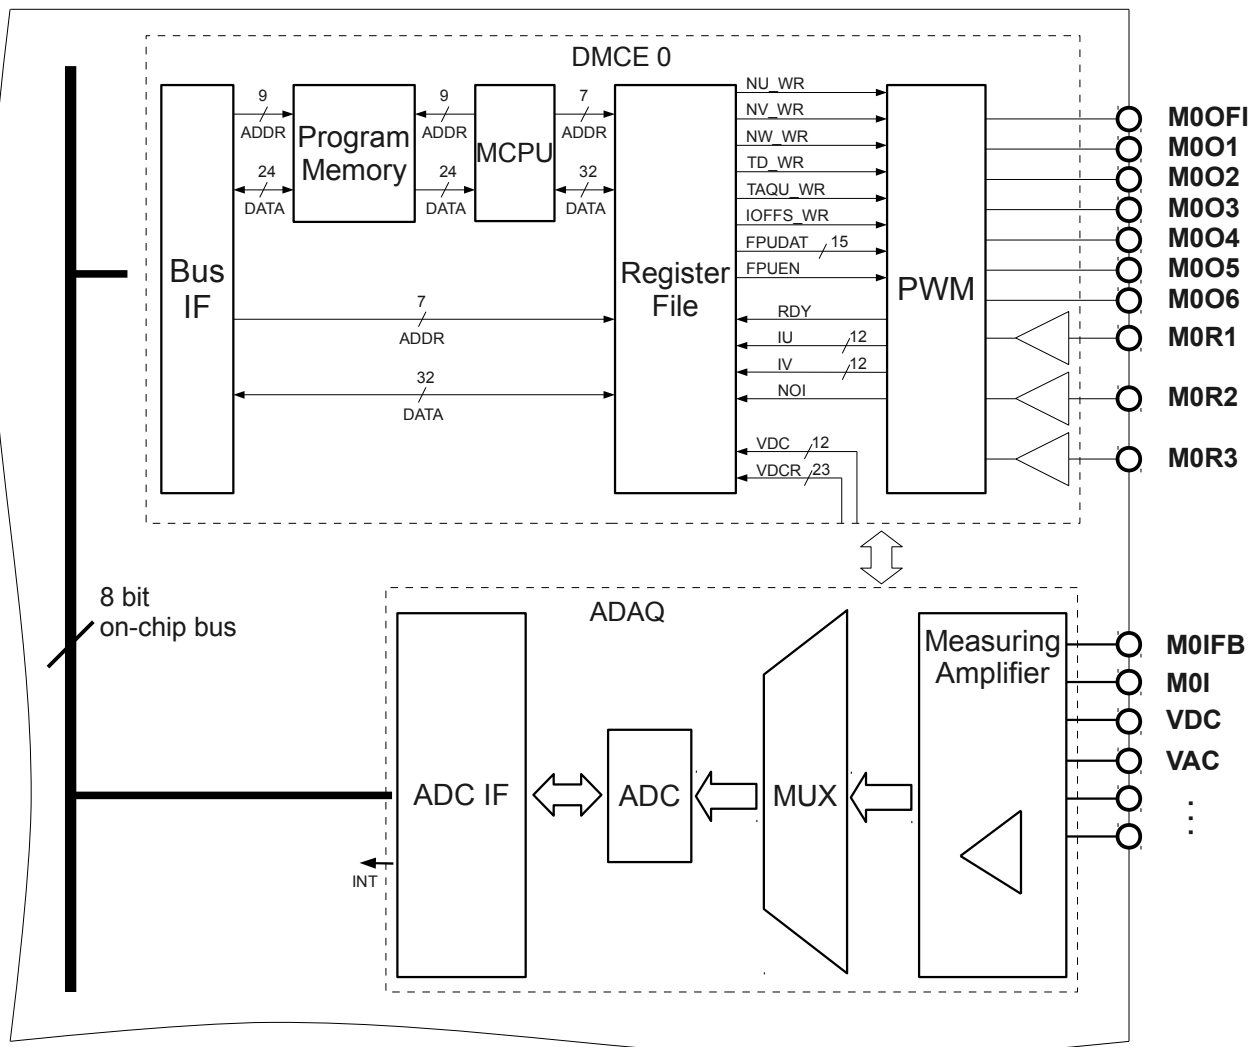 DMCE 0
Bus
IF
9
ADDR
24
DATA
Program
Memory
9
ADDR
24
DATA
MCPU
7
ADDR
32
DATA
7
ADDR
32
DATA
Register
File
NU_WR
NV_WR
NW_WR
TD_WR
TAQU_WR
IOFFS_WR
FPUDAT 15
FPUEN
RDY
IU 12
IV 12
NOI
VDC 12
VDCR 23
PWM
M0OFI
M0O1
M0O2
M0O3
M0O4
M0O5
M0O6
M0R1
M0R2
M0R3
8 bit
on-chip bus
ADAQ
ADC IF
INT
ADC
MUX
Measuring
Amplifier
M0IFB
M0I
VDC
VAC
⋮